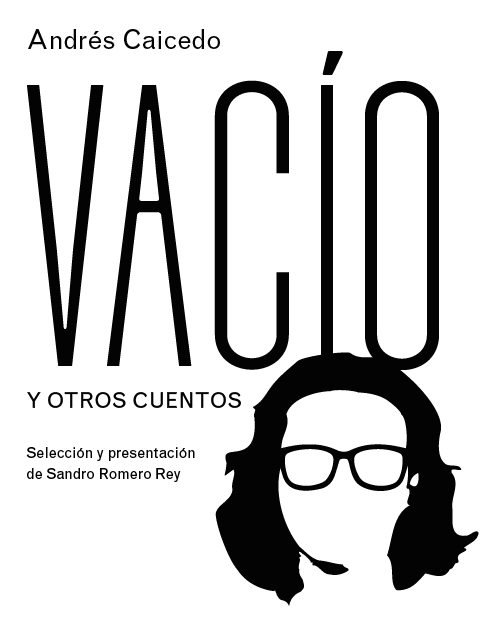 Andrés Caicedo
VACÍO
Y OTROS CUENTOS
Selección y presentación
de Sandro Romero Rey